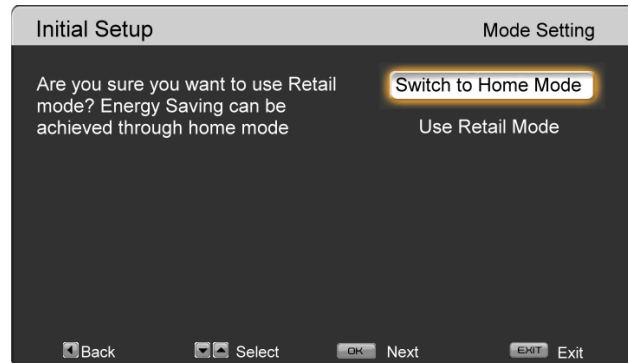 Initial Setup
Mode Setting
Are you sure you want to use Retail
mode? Energy Saving can be
achieved through home mode
Switch to Home Mode
Use Retail Mode
Back
Select
OK Next
EXIT Exit